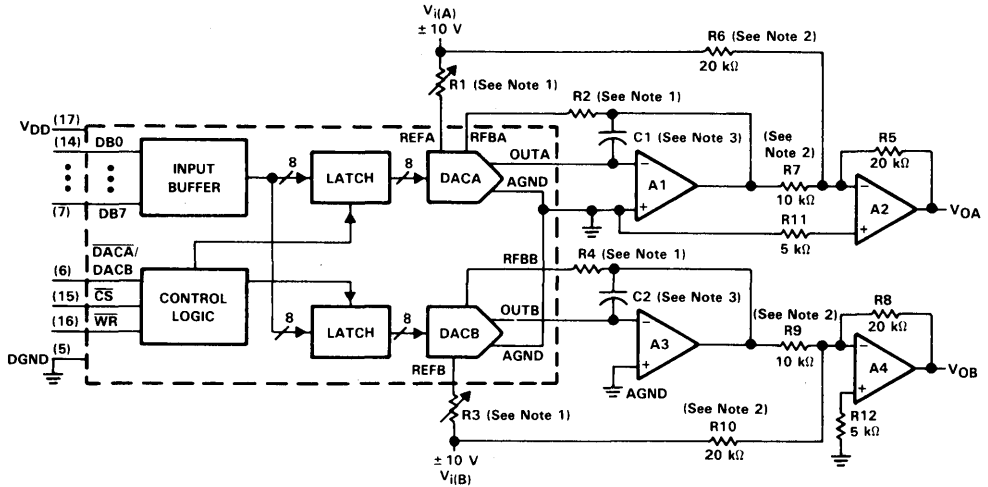 Vi(A)
± 10 V
R6 (See Note 2)
20 kΩ
R1 (See Note 1)
R2 (See Note 1)
VDD (17)
REFA
RFBA
C1 (See Note 3)
(See
Note 2)
R7
10 kΩ
R5
20 kΩ
(14) DB0
(7) DB7
INPUT
BUFFER
8
LATCH
8
DACA
OUTA
AGND
A1
A2
VOA
R11
5 kΩ
DACA/
DACB
(6)
(15) CS
(16) WR
CONTROL
LOGIC
RFBB
R4 (See Note 1)
C2 (See Note 3)
8
LATCH
8
DACB
OUTB
AGND
A3
AGND
(See Note 2)
R9
10 kΩ
R8
20 kΩ
A4
VOB
DGND (5)
REFB
R3 (See Note 1)
(See Note 2)
R10
20 kΩ
R12
5 kΩ
± 10 V
Vi(B)